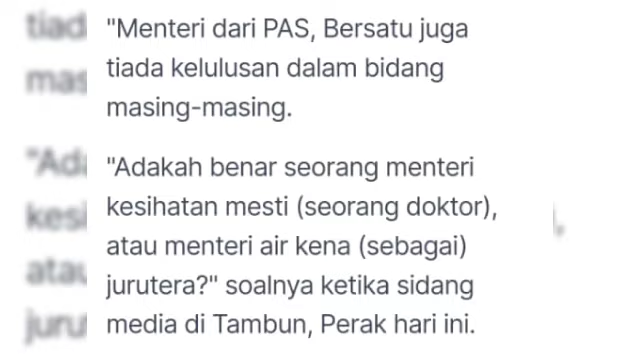 "Menteri dari PAS, Bersatu juga
tiada kelulusan dalam bidang
masing-masing.
"Adakah benar seorang menteri
kesihatan mesti (seorang doktor),
atau menteri air kena (sebagai)
jurutera?" soalnya ketika sidang
media di Tambun, Perak hari ini.